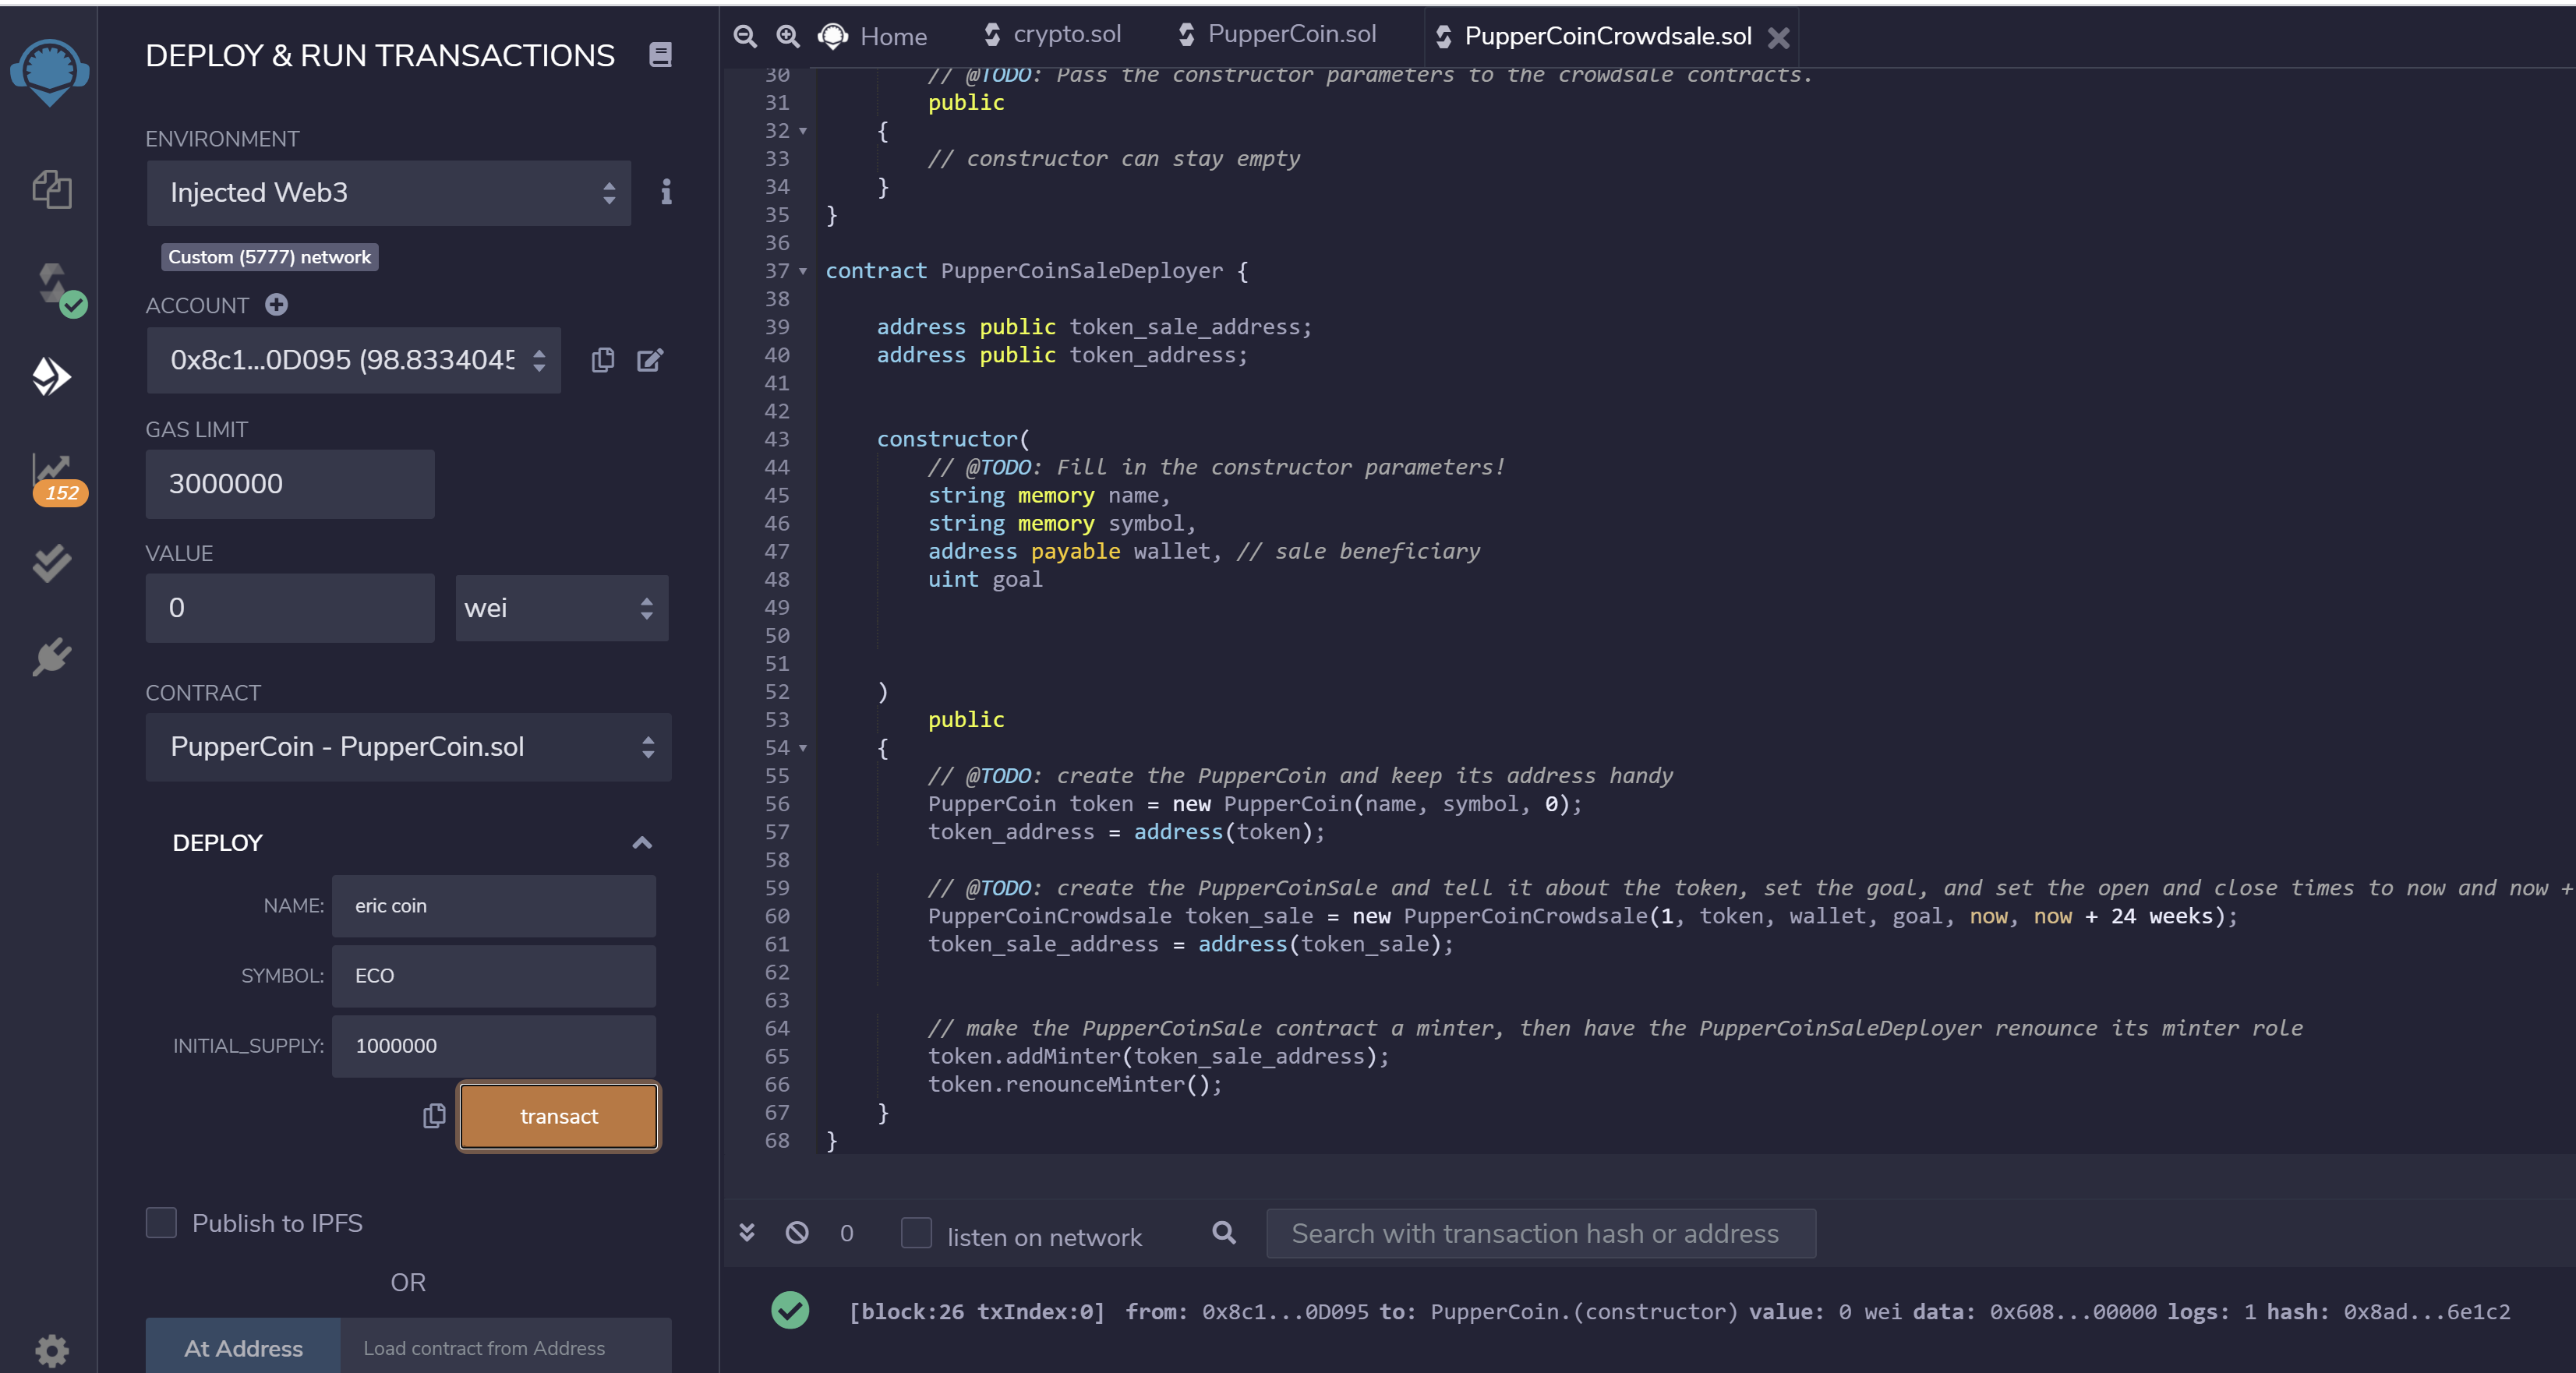 DEPLOY & RUN TRANSACTIONS
ENVIRONMENT
Injected Web3
Custom (5777) network
ACCOUNT
0x8c1...0D095 (98.8334045
GAS LIMIT
3000000
VALUE
0
wei
CONTRACT
PupperCoin - PupperCoin.sol
DEPLOY
NAME: eric coin
SYMBOL: ECO
INITIAL_SUPPLY: 1000000
transact
Publish to IPFS
OR
At Address
Load contract from Address
152
Home
crypto.sol
PupperCoin.sol
PupperCoinCrowdsale.sol
30 // @TODO: Pass the constructor parameters to the crowdsale contracts.
31 public
32 {
33 // constructor can stay empty
34 }
35 }
36
37 contract PupperCoinSaleDeployer {
38
39 address public token_sale_address;
40 address public token_address;
41
42
43 constructor(
44 // @TODO: Fill in the constructor parameters!
45 string memory name,
46 string memory symbol,
47 address payable wallet, // sale beneficiary
48 uint goal
49
50
51
52 )
53 public
54 {
55 // @TODO: create the PupperCoin and keep its address handy
56 PupperCoin token = new PupperCoin(name, symbol, 0);
57 token_address = address(token);
58
59 // @TODO: create the PupperCoinSale and tell it about the token, set the goal, and set the open and close times to now and now +
60 PupperCoinCrowdsale token_sale = new PupperCoinCrowdsale(1, token, wallet, goal, now, now + 24 weeks);
61 token_sale_address = address(token_sale);
62
63
64 // make the PupperCoinSale contract a minter, then have the PupperCoinSaleDeployer renounce its minter role
65 token.addMinter(token_sale_address);
66 token.renounceMinter();
67 }
68 }
0
listen on network
Search with transaction hash or address
[block:26 txIndex:0] from: 0x8c1...0D095 to: PupperCoin.(constructor) value: 0 wei data: 0x608...00000 logs: 1 hash: 0x8ad...6e1c2